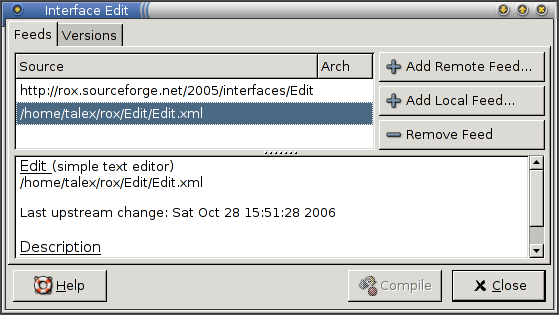 Interface Edit
Feeds Versions
Source Arch
http://rox.sourceforge.net/2005/interfaces/Edit
/home/talex/rox/Edit/Edit.xml
Add Remote Feed...
Add Local Feed...
Remove Feed
Edit (simple text editor)
/home/talex/rox/Edit/Edit.xml
Last upstream change: Sat Oct 28 15:51:28 2006
Description
Help Compile Close